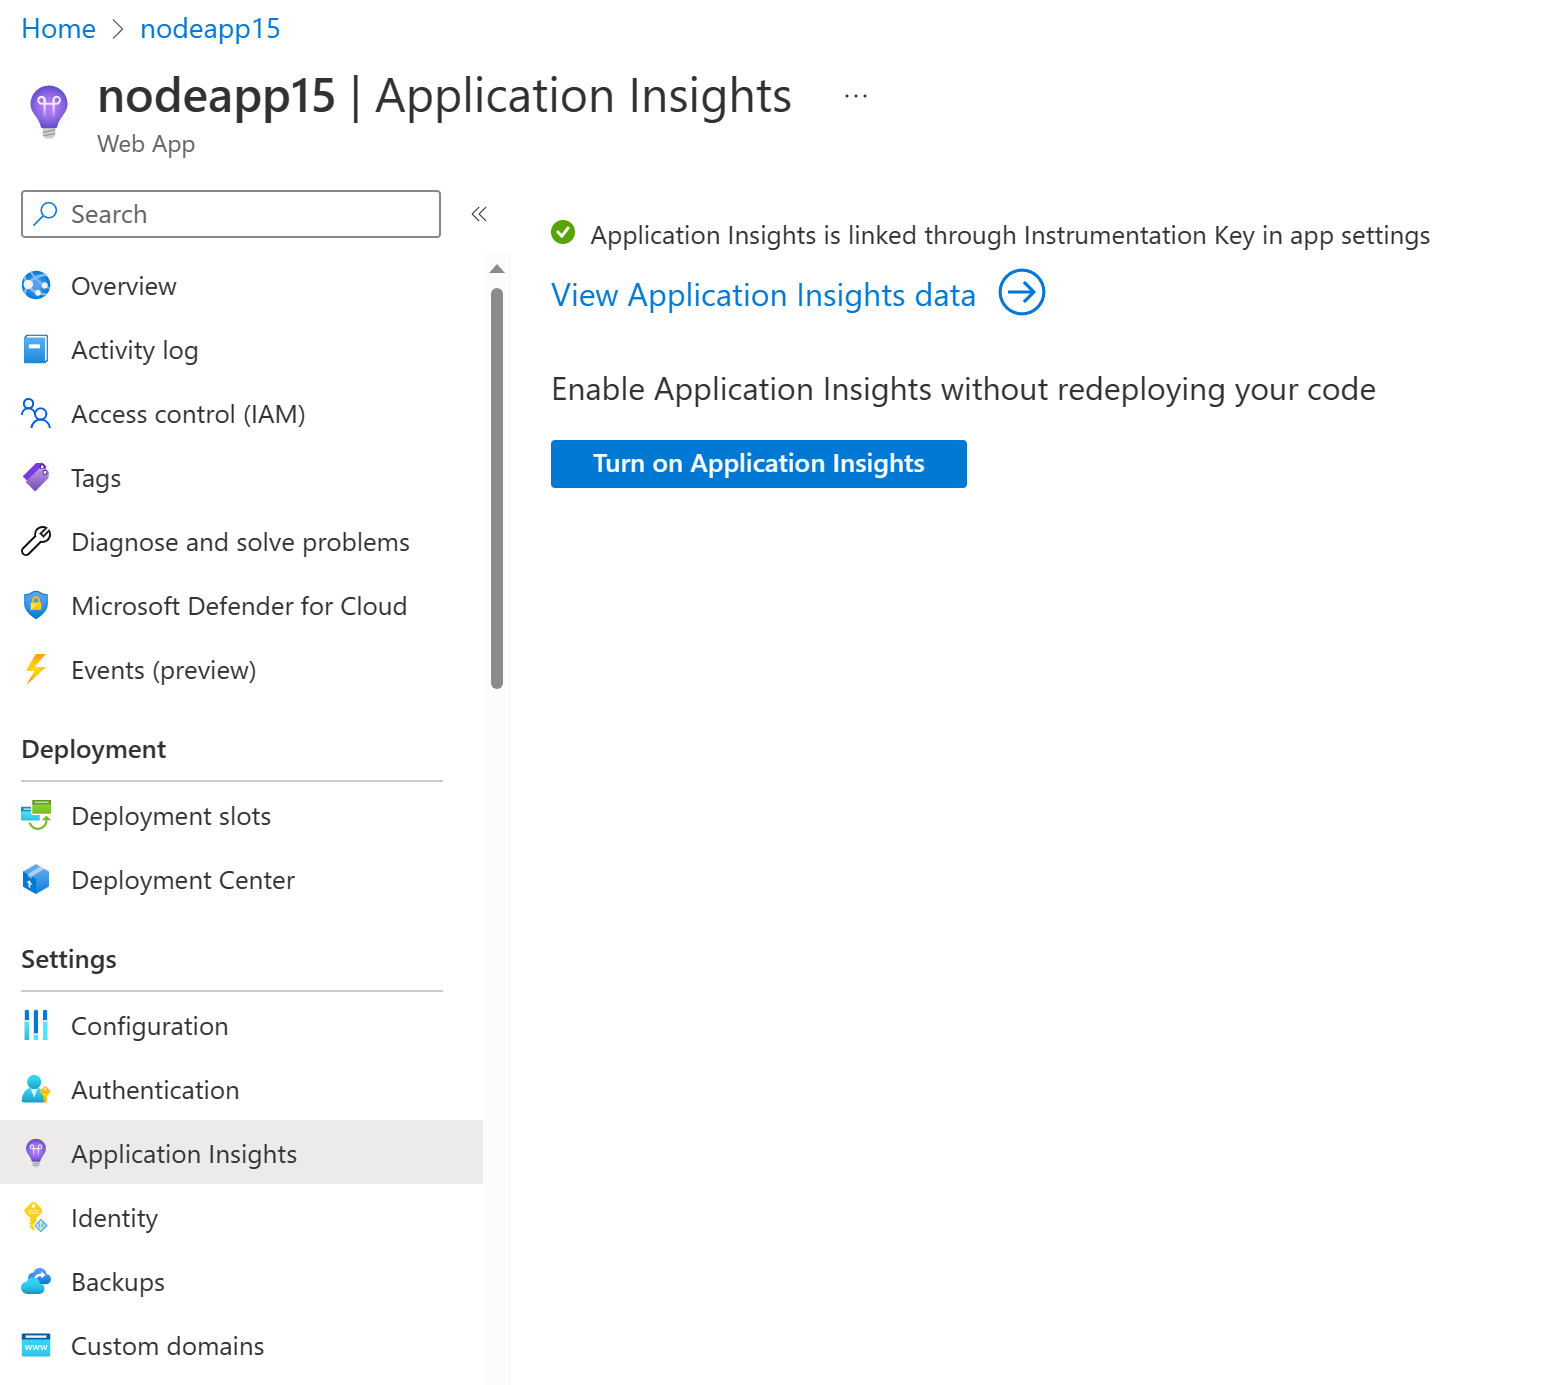 Home > nodeapp15
nodeapp15 | Application Insights ...
Web App
Search
«
Overview
Activity log
Access control (IAM)
Tags
Diagnose and solve problems
Microsoft Defender for Cloud
Events (preview)
Deployment
Deployment slots
Deployment Center
Settings
Configuration
Authentication
Application Insights
Identity
Backups
www
Custom domains
Application Insights is linked through Instrumentation Key in app settings
View Application Insights data
Enable Application Insights without redeploying your code
Turn on Application Insights